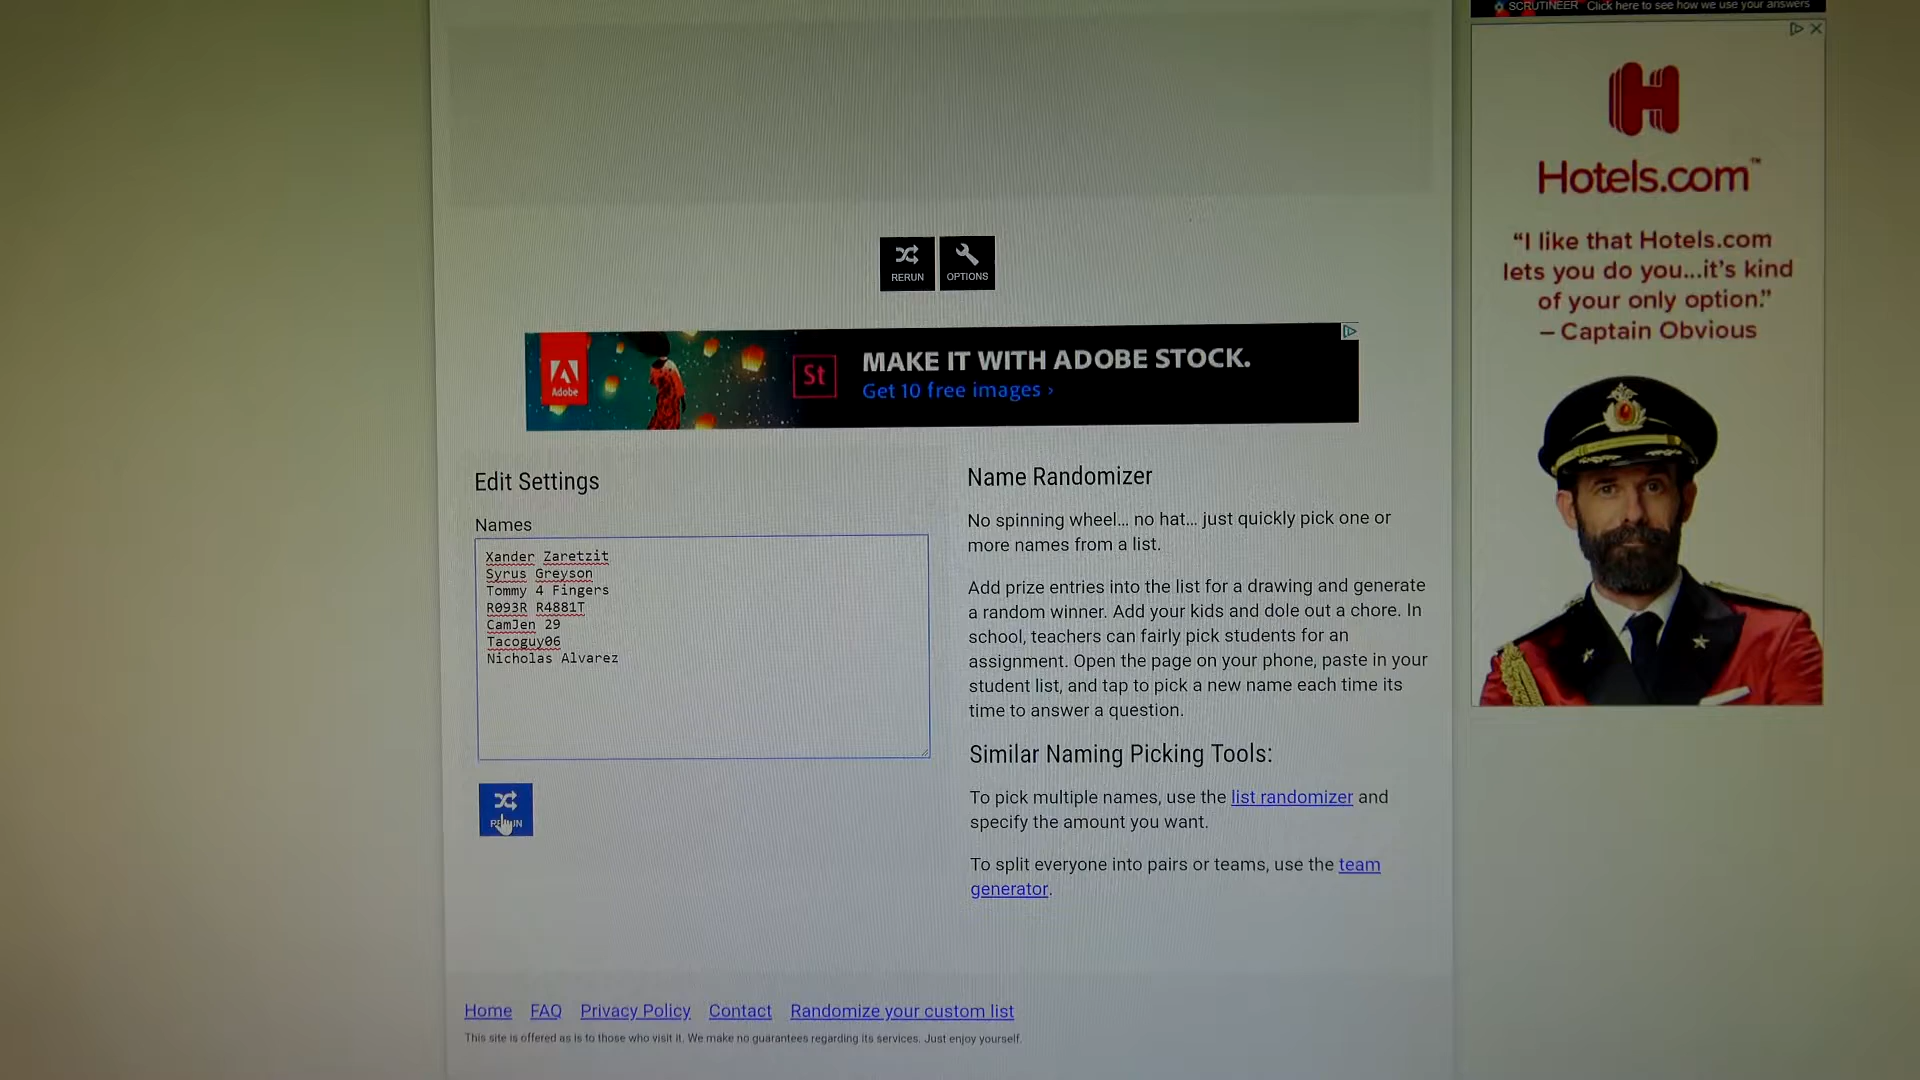 SCRUTINEER Click here to see how we use your answers
Hotels.com™
“I like that Hotels.com
lets you do you...it’s kind
of your only option.”
– Captain Obvious
RERUN
OPTIONS
Adobe
St
MAKE IT WITH ADOBE STOCK.
Get 10 free images ›
Edit Settings
Names
Xander Zaretzit
Syrus Greyson
Tommy 4 Fingers
R093R R4881T
CamJen 29
Tacoguy06
Nicholas Alvarez
RERUN
Name Randomizer
No spinning wheel... no hat... just quickly pick one or
more names from a list.
Add prize entries into the list for a drawing and generate
a random winner. Add your kids and dole out a chore. In
school, teachers can fairly pick students for an
assignment. Open the page on your phone, paste in your
student list, and tap to pick a new name each time its
time to answer a question.
Similar Naming Picking Tools:
To pick multiple names, use the list randomizer and
specify the amount you want.
To split everyone into pairs or teams, use the team
generator.
Home FAQ Privacy Policy Contact Randomize your custom list
This site is offered as is to those who visit it. We make no guarantees regarding its services. Just enjoy yourself.